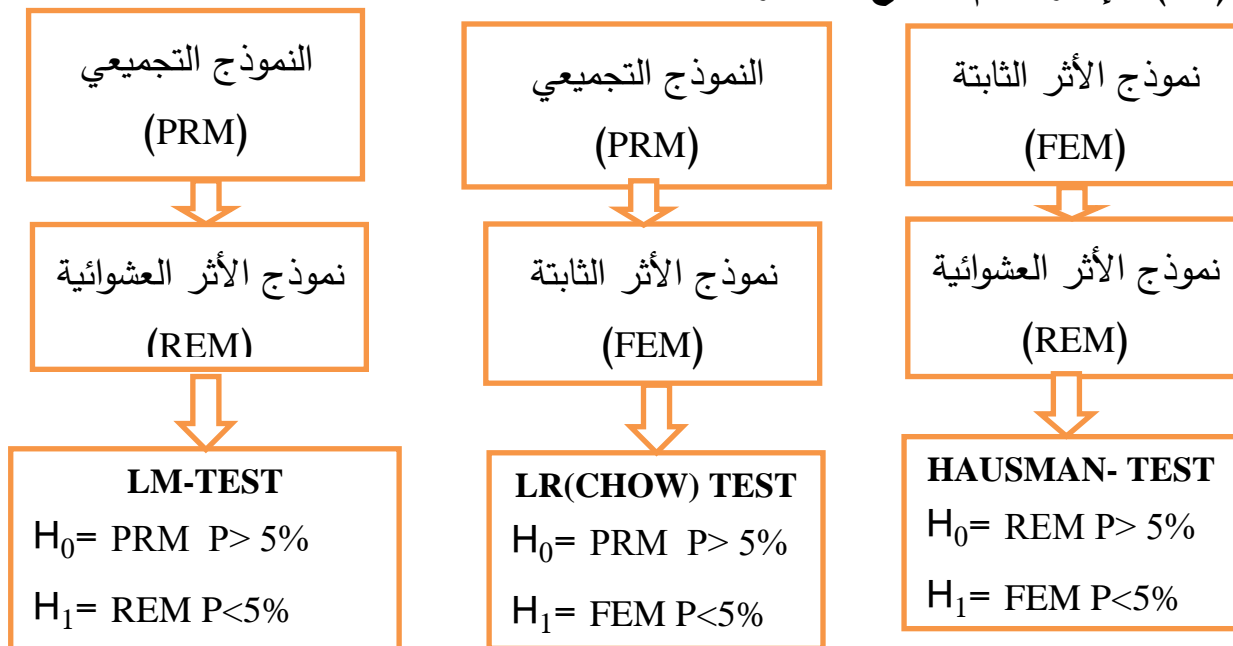 النموذج التجميعي
(PRM)
نموذج الأثر العشوائية
(REM)
LM-TEST
H₀= PRM P> 5%
H₁= REM P<5%
النموذج التجميعي
(PRM)
نموذج الأثر الثابتة
(FEM)
LR(CHOW) TEST
H₀= PRM P> 5%
H₁= FEM P<5%
نموذج الأثر الثابتة
(FEM)
نموذج الأثر العشوائية
(REM)
HAUSMAN- TEST
H₀= REM P> 5%
H₁= FEM P<5%